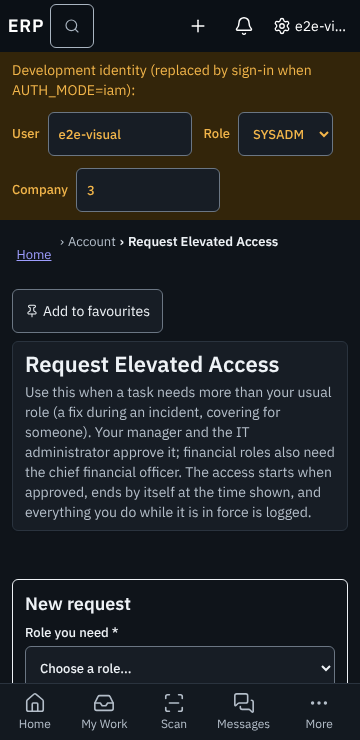 ERP
e2e-vi...
Development identity (replaced by sign-in when
AUTH_MODE=iam):
User e2e-visual Role SYSADM
Company 3
Home › Account › Request Elevated Access
Add to favourites
Request Elevated Access
Use this when a task needs more than your usual
role (a fix during an incident, covering for
someone). Your manager and the IT
administrator approve it; financial roles also need
the chief financial officer. The access starts when
approved, ends by itself at the time shown, and
everything you do while it is in force is logged.
New request
Role you need *
Choose a role...
Home My Work Scan Messages More